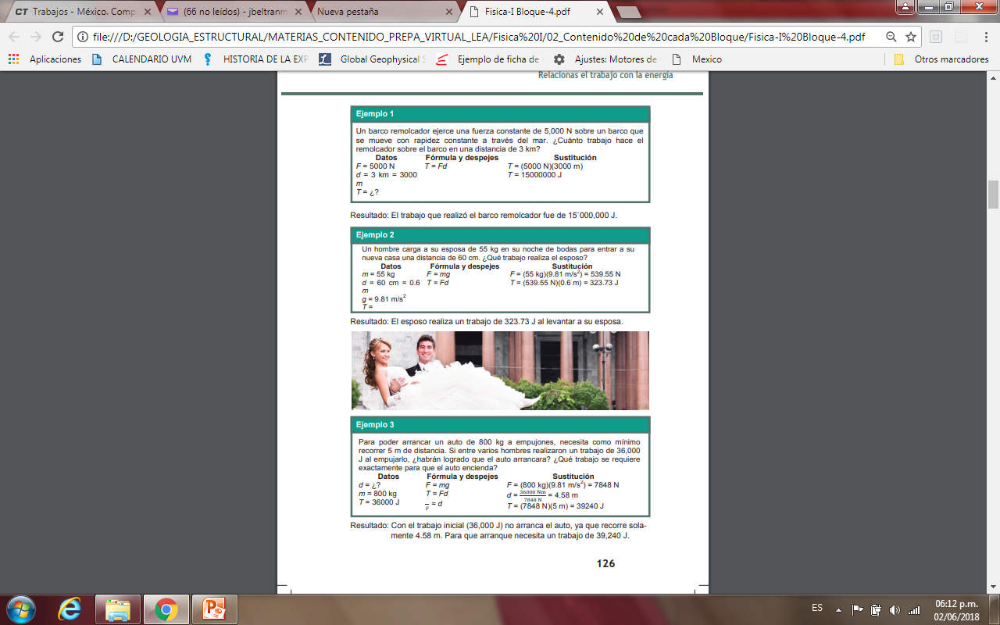 Trabajos - México. Comp
(66 no leídos) - jbeltranm
Nueva pestaña
Fisica-I Bloque-4.pdf
file:///D:/GEOLOGIA_ESTRUCTURAL/MATERIAS_CONTENIDO_PREPA_VIRTUAL_LEA/Fisica%20I/02_Contenido%20de%20cada%20Bloque/Fisica-I%20Bloque-4.pdf
Aplicaciones
CALENDARIO UVM
HISTORIA DE LA EXP
Global Geophysical S
Ejemplo de ficha de
Ajustes: Motores de
Mexico
Otros marcadores
Relacionas el trabajo con la energía
Ejemplo 1
Un barco remolcador ejerce una fuerza constante de 5,000 N sobre un barco que
se mueve con rapidez constante a través del mar. ¿Cuánto trabajo hace el
remolcador sobre el barco en una distancia de 3 km?
Datos Fórmula y despejes Sustitución
F = 5000 N T = Fd T = (5000 N)(3000 m)
d = 3 km = 3000 T = 15000000 J
m
T = ¿?
Resultado: El trabajo que realizó el barco remolcador fue de 15`000,000 J.
Ejemplo 2
Un hombre carga a su esposa de 55 kg en su noche de bodas para entrar a su
nueva casa una distancia de 60 cm. ¿Qué trabajo realiza el esposo?
Datos Fórmula y despejes Sustitución
m = 55 kg F = mg F = (55 kg)(9.81 m/s²) = 539.55 N
d = 60 cm = 0.6 T = Fd T = (539.55 N)(0.6 m) = 323.73 J
m
g = 9.81 m/s²
T =
Resultado: El esposo realiza un trabajo de 323.73 J al levantar a su esposa.
Ejemplo 3
Para poder arrancar un auto de 800 kg a empujones, necesita como mínimo
recorrer 5 m de distancia. Si entre varios hombres realizaron un trabajo de 36,000
J al empujarlo, ¿habrán logrado que el auto arrancara? ¿Qué trabajo se requiere
exactamente para que el auto encienda?
Datos Fórmula y despejes Sustitución
d = ¿? F = mg F = (800 kg)(9.81 m/s²) = 7848 N
m = 800 kg T = Fd d = 36000 Nm / 7848 N = 4.58 m
T = 36000 J — F = d T = (7848 N)(5 m) = 39240 J
Resultado: Con el trabajo inicial (36,000 J) no arranca el auto, ya que recorre sola-
mente 4.58 m. Para que arranque necesita un trabajo de 39,240 J.
126
ES
06:12 p.m.
02/06/2018